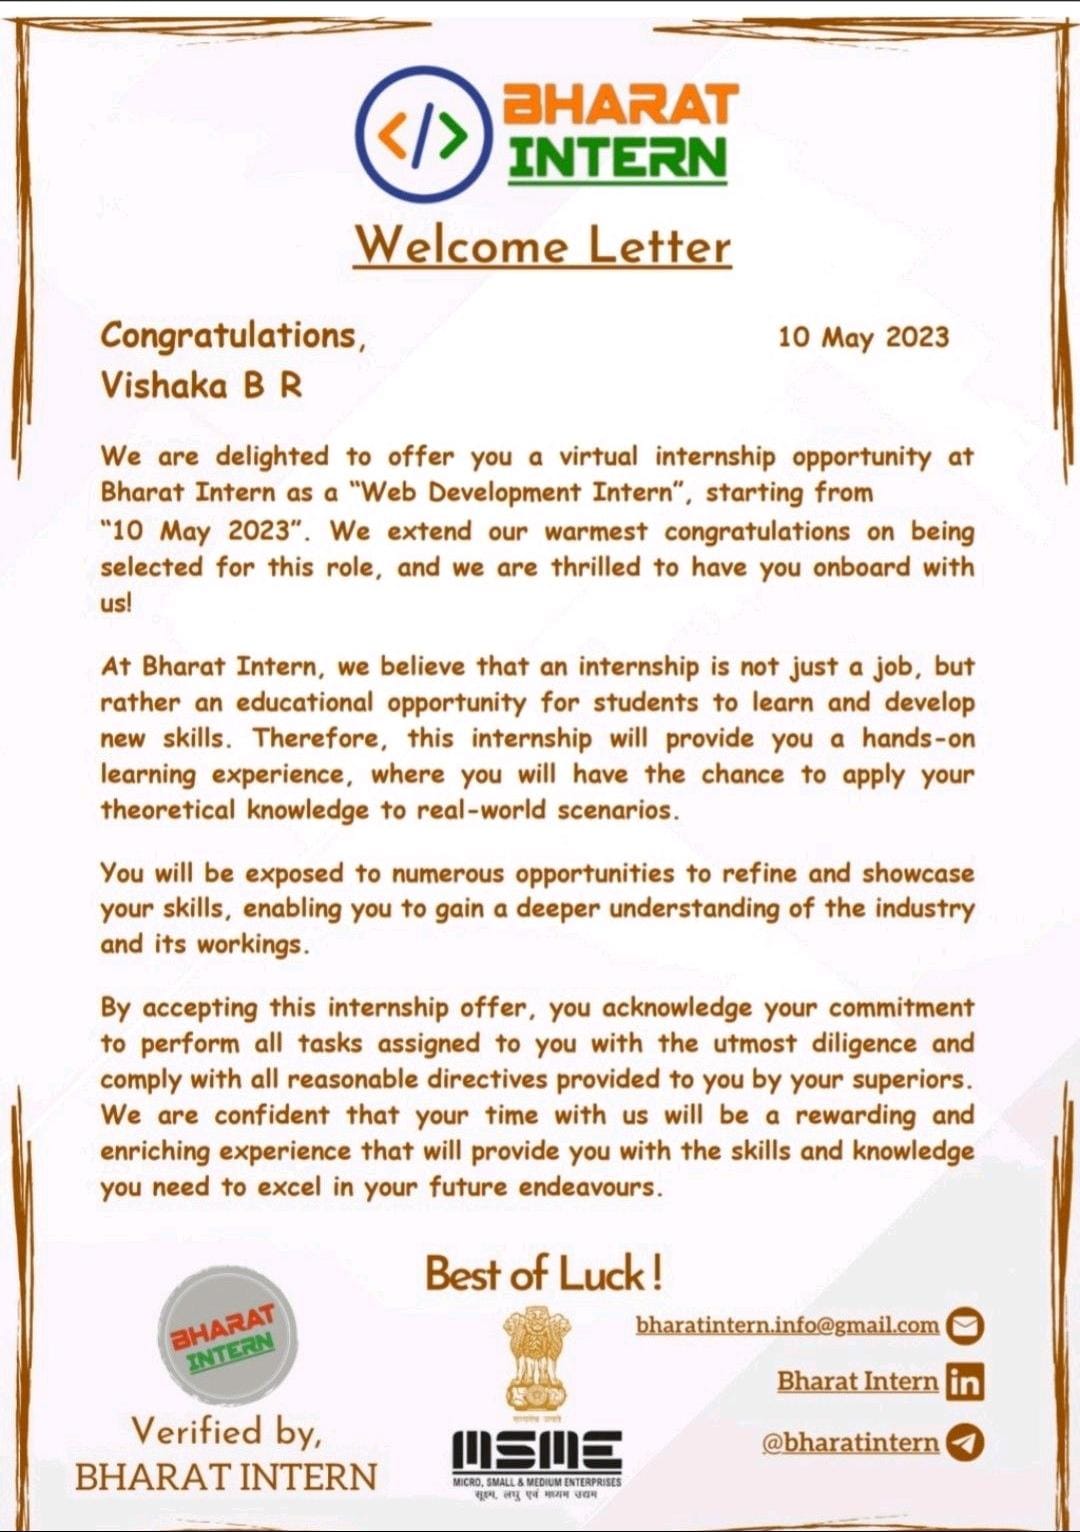 </> BHARAT
INTERN
Welcome Letter
Congratulations,
10 May 2023
Vishaka B R
We are delighted to offer you a virtual internship opportunity at
Bharat Intern as a “Web Development Intern”, starting from
“10 May 2023”. We extend our warmest congratulations on being
selected for this role, and we are thrilled to have you onboard with
us!
At Bharat Intern, we believe that an internship is not just a job, but
rather an educational opportunity for students to learn and develop
new skills. Therefore, this internship will provide you a hands-on
learning experience, where you will have the chance to apply your
theoretical knowledge to real-world scenarios.
You will be exposed to numerous opportunities to refine and showcase
your skills, enabling you to gain a deeper understanding of the industry
and its workings.
By accepting this internship offer, you acknowledge your commitment
to perform all tasks assigned to you with the utmost diligence and
comply with all reasonable directives provided to you by your superiors.
We are confident that your time with us will be a rewarding and
enriching experience that will provide you with the skills and knowledge
you need to excel in your future endeavours.
Best of Luck !
BHARAT
INTERN
Verified by,
BHARAT INTERN
सत्यमेव जयते
MSME
MICRO, SMALL & MEDIUM ENTERPRISES
सूक्ष्म, लघु एवं मध्यम उद्यम
bharatintern.info@gmail.com
Bharat Intern in
@bharatintern